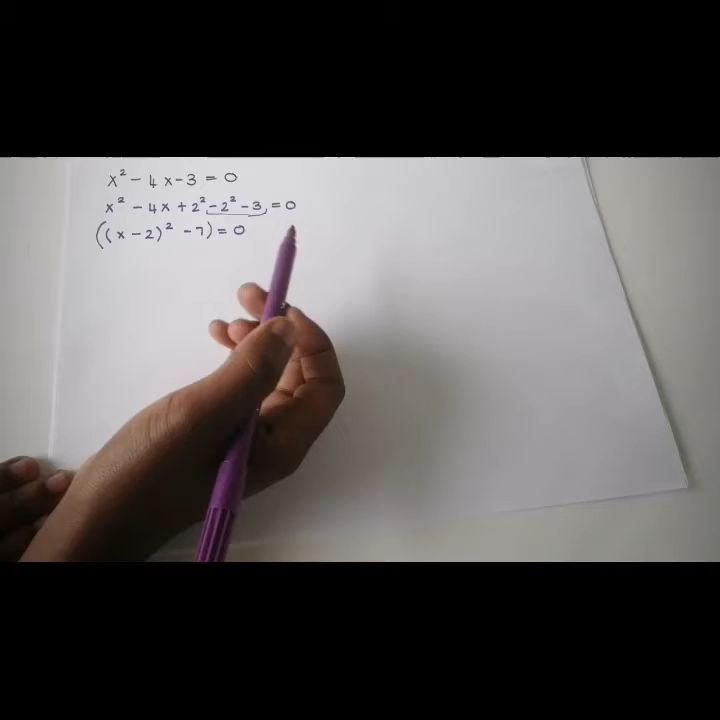 x² - 4x - 3 = 0
x² - 4x + 2² - 2² - 3 = 0
((x - 2)² - 7) = 0